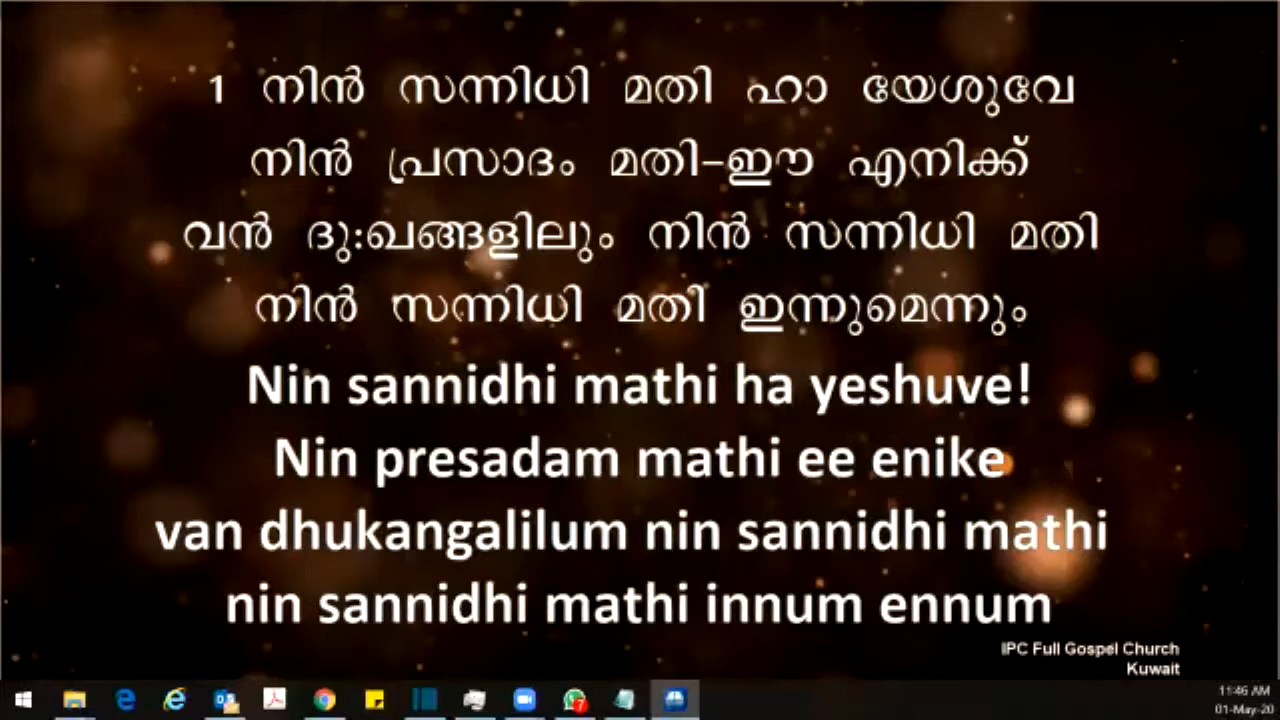 1 നിൻ സന്നിധി മതി ഹാ യേശുവേ
നിൻ പ്രസാദം മതി-ഈ എനിക്ക്
വൻ ദു:ഖങ്ങളിലും നിൻ സന്നിധി മതി
നിൻ സന്നിധി മതി ഇന്നുമെന്നും
Nin sannidhi mathi ha yeshuve!
Nin presadam mathi ee enike
van dhukangalilum nin sannidhi mathi
nin sannidhi mathi innum ennum
IPC Full Gospel Church
Kuwait
7
11:46 AM
01-May-20